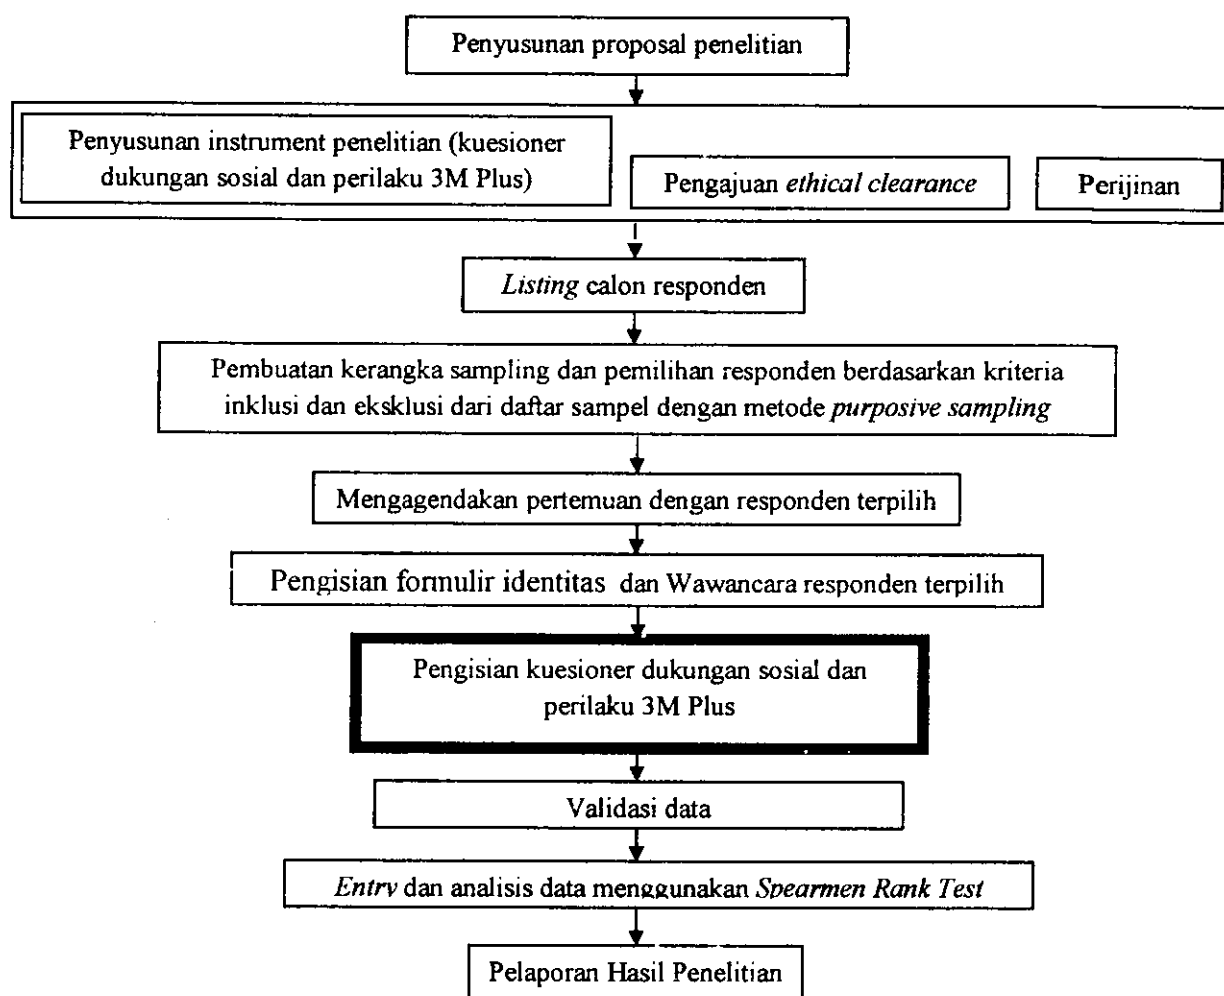 Penyusunan proposal penelitian
Penyusunan instrument penelitian (kuesioner
dukungan sosial dan perilaku 3M Plus)
Pengajuan ethical clearance
Perijinan
Listing calon responden
Pembuatan kerangka sampling dan pemilihan responden berdasarkan kriteria
inklusi dan eksklusi dari daftar sampel dengan metode purposive sampling
Mengagendakan pertemuan dengan responden terpilih
Pengisian formulir identitas dan Wawancara responden terpilih
Pengisian kuesioner dukungan sosial dan
perilaku 3M Plus
Validasi data
Entry dan analisis data menggunakan Spearmen Rank Test
Pelaporan Hasil Penelitian